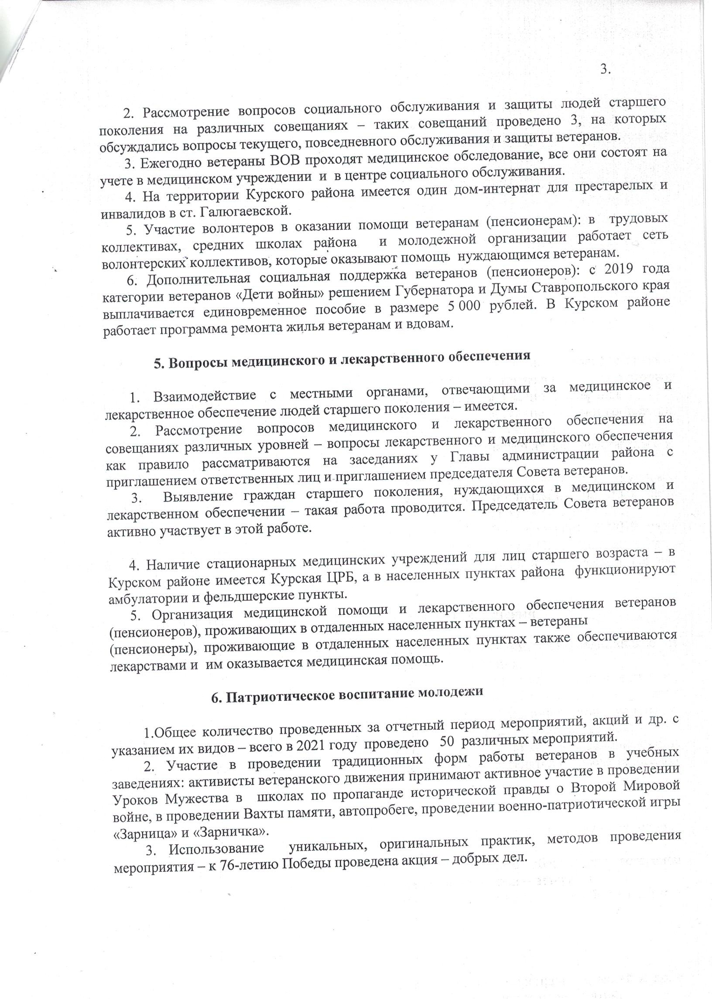 3.
2. Рассмотрение вопросов социального обслуживания и защиты людей старшего
поколения на различных совещаниях – таких совещаний проведено 3, на которых
обсуждались вопросы текущего, повседневного обслуживания и защиты ветеранов.
3. Ежегодно ветераны ВОВ проходят медицинское обследование, все они состоят на
учете в медицинском учреждении и в центре социального обслуживания.
4. На территории Курского района имеется один дом-интернат для престарелых и
инвалидов в ст. Галюгаевской.
5. Участие волонтеров в оказании помощи ветеранам (пенсионерам): в трудовых
коллективах, средних школах района и молодежной организации работает сеть
волонтерских коллективов, которые оказывают помощь нуждающимся ветеранам.
6. Дополнительная социальная поддержка ветеранов (пенсионеров): с 2019 года
категории ветеранов «Дети войны» решением Губернатора и Думы Ставропольского края
выплачивается единовременное пособие в размере 5 000 рублей. В Курском районе
работает программа ремонта жилья ветеранам и вдовам.
5. Вопросы медицинского и лекарственного обеспечения
1. Взаимодействие с местными органами, отвечающими за медицинское и
лекарственное обеспечение людей старшего поколения – имеется.
2. Рассмотрение вопросов медицинского и лекарственного обеспечения на
совещаниях различных уровней – вопросы лекарственного и медицинского обеспечения
как правило рассматриваются на заседаниях у Главы администрации района с
приглашением ответственных лиц и приглашением председателя Совета ветеранов.
3. Выявление граждан старшего поколения, нуждающихся в медицинском и
лекарственном обеспечении – такая работа проводится. Председатель Совета ветеранов
активно участвует в этой работе.
4. Наличие стационарных медицинских учреждений для лиц старшего возраста – в
Курском районе имеется Курская ЦРБ, а в населенных пунктах района функционируют
амбулатории и фельдшерские пункты.
5. Организация медицинской помощи и лекарственного обеспечения ветеранов
(пенсионеров), проживающих в отдаленных населенных пунктах – ветераны
(пенсионеры), проживающие в отдаленных населенных пунктах также обеспечиваются
лекарствами и им оказывается медицинская помощь.
6. Патриотическое воспитание молодежи
1.Общее количество проведенных за отчетный период мероприятий, акций и др. с
указанием их видов – всего в 2021 году проведено 50 различных мероприятий.
2. Участие в проведении традиционных форм работы ветеранов в учебных
заведениях: активисты ветеранского движения принимают активное участие в проведении
Уроков Мужества в школах по пропаганде исторической правды о Второй Мировой
войне, в проведении Вахты памяти, автопробеге, проведении военно-патриотической игры
«Зарница» и «Зарничка».
3. Использование уникальных, оригинальных практик, методов проведения
мероприятия – к 76-летию Победы проведена акция – добрых дел.